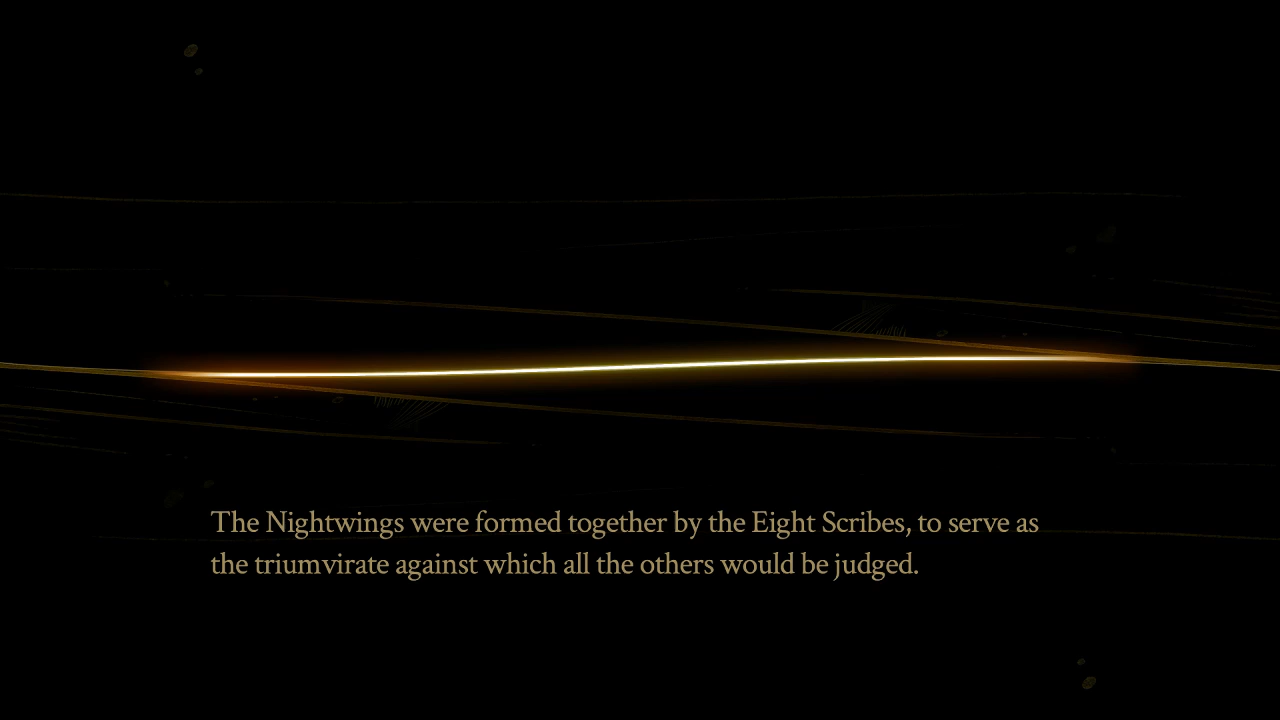 The Nightwings were formed together by the Eight Scribes, to serve as
the triumvirate against which all the others would be judged.